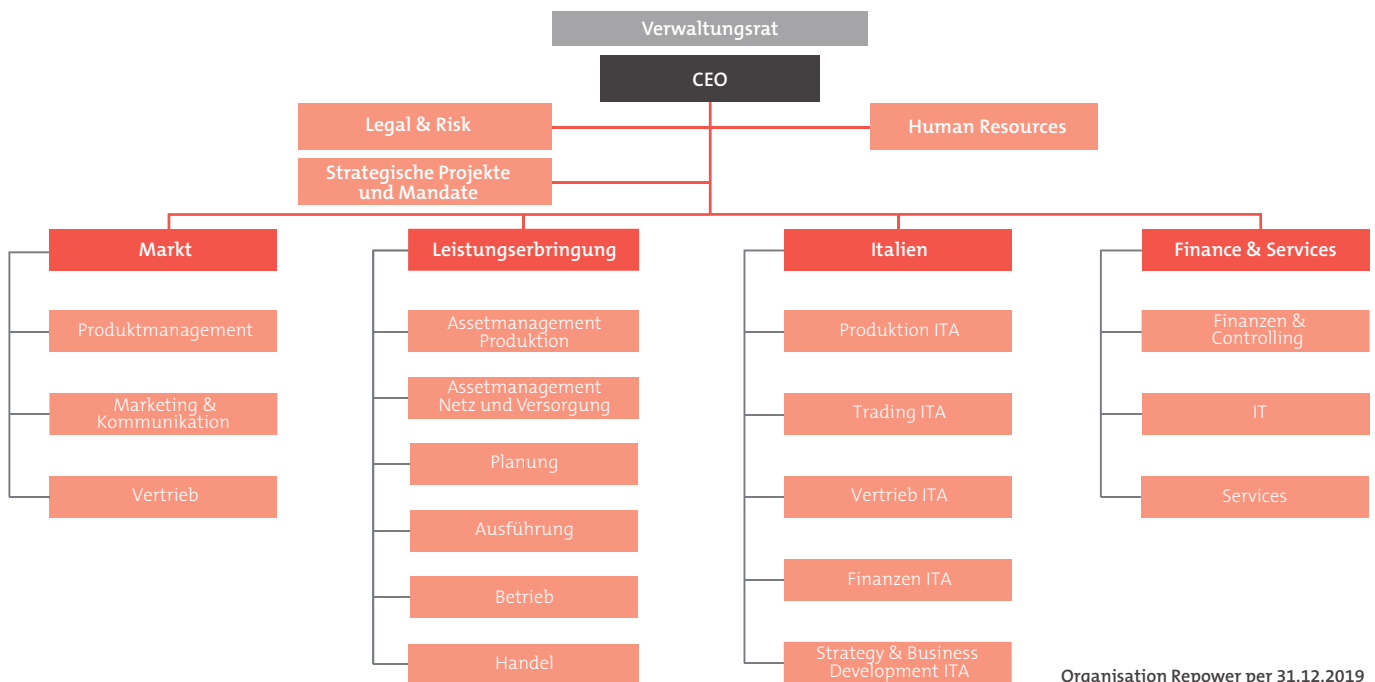 Verwaltungsrat
CEO
Legal & Risk
Human Resources
Strategische Projekte
und Mandate
Markt
Leistungserbringung
Italien
Finance & Services
Produktmanagement
Marketing &
Kommunikation
Vertrieb
Assetmanagement
Produktion
Assetmanagement
Netz und Versorgung
Planung
Ausführung
Betrieb
Handel
Produktion ITA
Trading ITA
Vertrieb ITA
Finanzen ITA
Strategy & Business
Development ITA
Finanzen &
Controlling
IT
Services
Organisation Repower per 31.12.2019